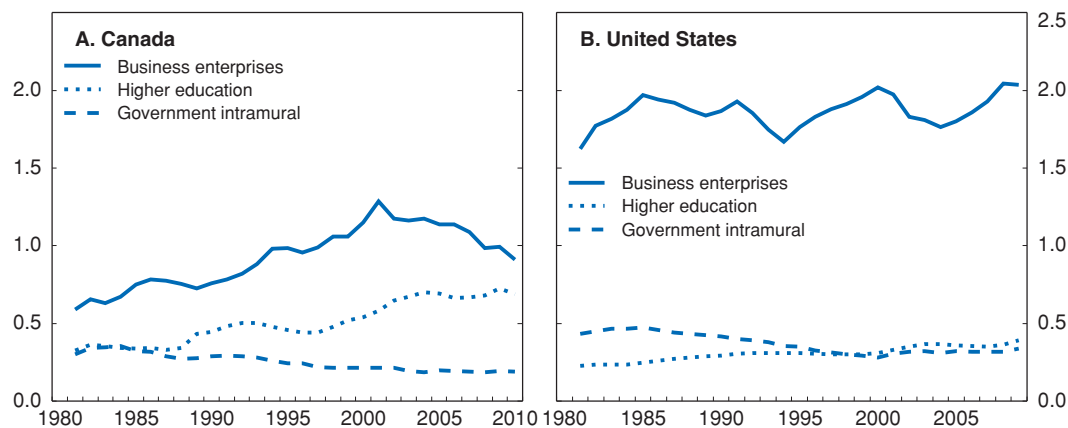 A. Canada
Business enterprises
Higher education
Government intramural
2.0
1.5
1.0
0.5
0.0
1980 1985 1990 1995 2000 2005 2010
B. United States
Business enterprises
Higher education
Government intramural
2.5
2.0
1.5
1.0
0.5
0.0
1980 1985 1990 1995 2000 2005